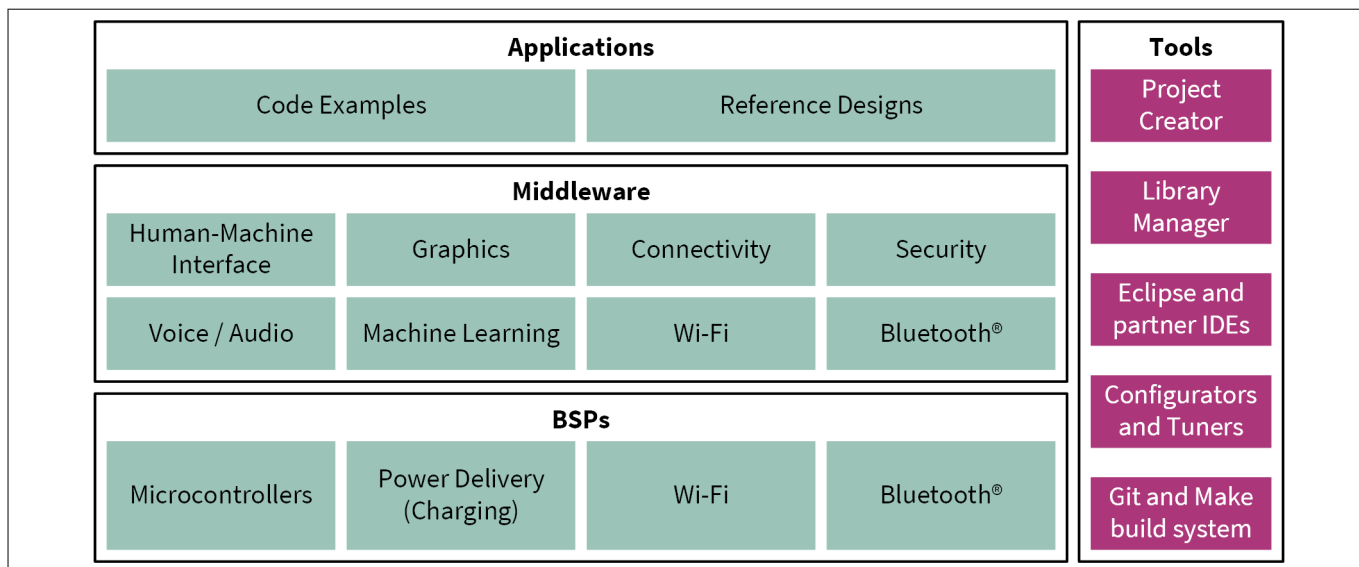 Applications
Code Examples
Reference Designs
Middleware
Human-Machine
Interface
Graphics
Connectivity
Security
Voice / Audio
Machine Learning
Wi-Fi
Bluetooth®
BSPs
Microcontrollers
Power Delivery
(Charging)
Wi-Fi
Bluetooth®
Tools
Project
Creator
Library
Manager
Eclipse and
partner IDEs
Configurators
and Tuners
Git and Make
build system